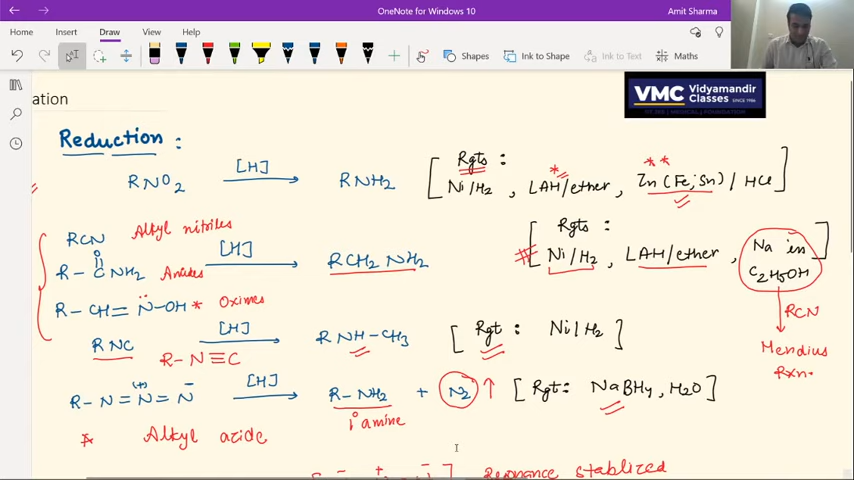 OneNote for Windows 10
Amit Sharma
Home Insert Draw View Help
Shapes Ink to Shape Ink to Text Maths
VMC Vidyamandir Classes SINCE 1986
ation
Reduction :
RNO2 [H] RNH2 [ Rgts : Ni/H2 , LAH/ether , Zn(Fe,Sn)/HCl ]
RCN Alkyl nitriles
R-C(=O)NH2 Amides [H] RCH2 NH2 [ Rgts : Ni/H2 , LAH/ether , Na in C2H5OH ]
R-CH=N-OH * Oximes
RCN
Mendius Rxn.
RNC [H] R NH-CH3 [ Rgt : Ni/H2 ]
R-N≡C
R-N=N=N [H] R-NH2 + N2 ↑ [ Rgt: NaBH4, H2O ]
1° amine
* Alkyl azide
Resonance stablized